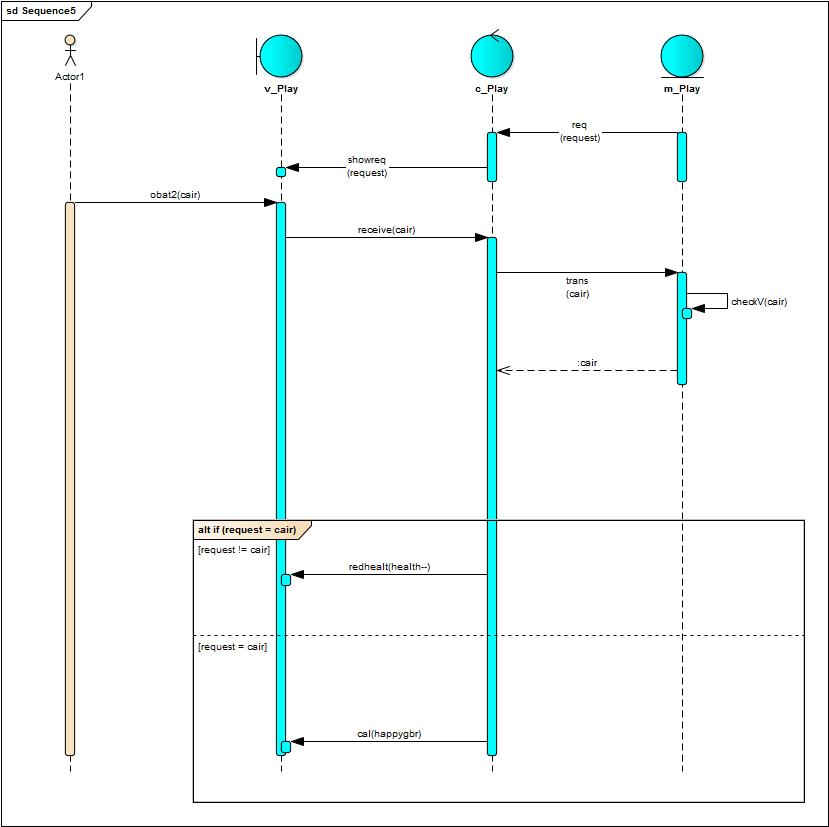 sd Sequence5
Actor1
v_Play
c_Play
m_Play
req
(request)
showreq
(request)
obat2(cair)
receive(cair)
trans
(cair)
checkV(cair)
:cair
alt if (request = cair)
[request != cair]
redhealt(health--)
[request = cair]
cal(happygbr)